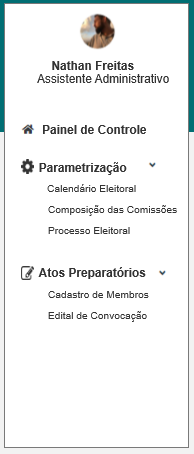 Nathan Freitas
Assistente Administrativo
Painel de Controle
Parametrização
Calendário Eleitoral
Composição das Comissões
Processo Eleitoral
Atos Preparatórios
Cadastro de Membros
Edital de Convocação